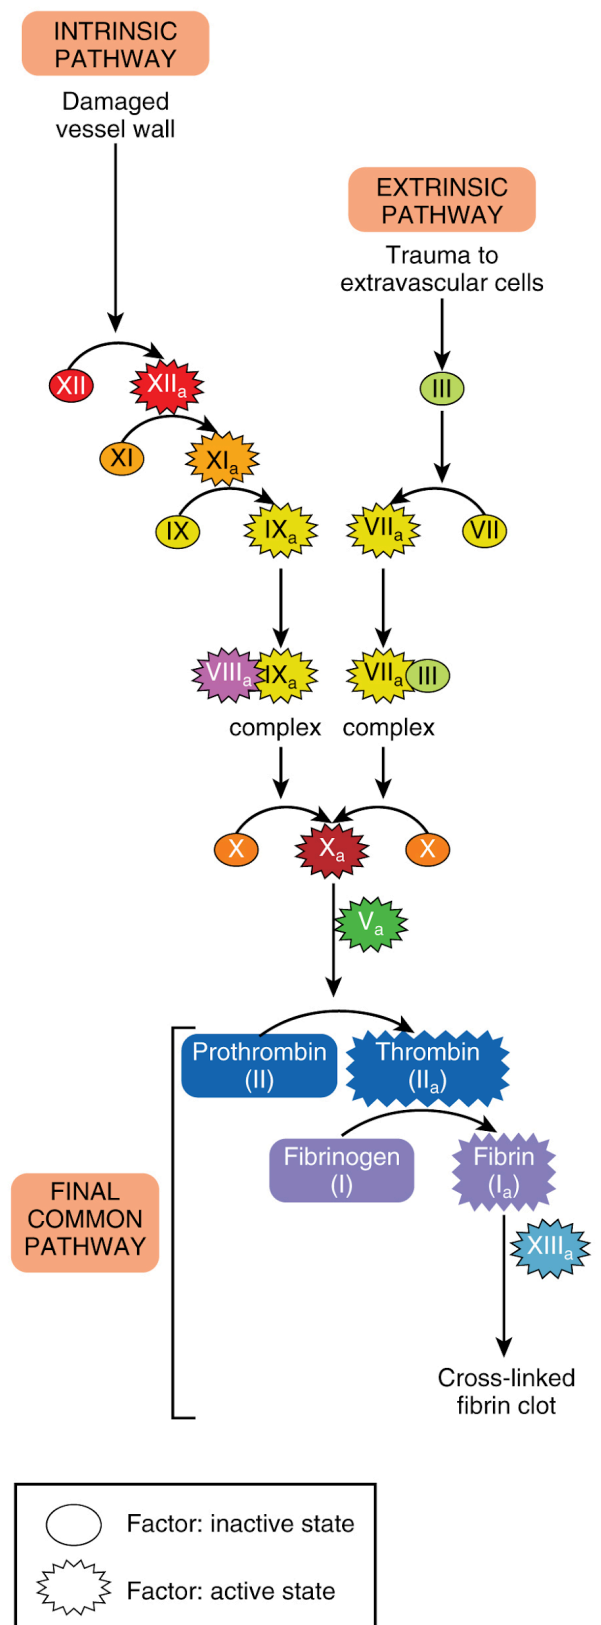 INTRINSIC
PATHWAY
Damaged
vessel wall
EXTRINSIC
PATHWAY
Trauma to
extravascular cells
XII
XIIa
III
XI
XIa
IX
IXa
VIIa
VII
VIIIa
IXa
VIIa
III
complex
complex
X
Xa
X
Va
Prothrombin
(II)
Thrombin
(IIa)
Fibrinogen
(I)
Fibrin
(Ia)
FINAL
COMMON
PATHWAY
XIIIa
Cross-linked
fibrin clot
Factor: inactive state
Factor: active state